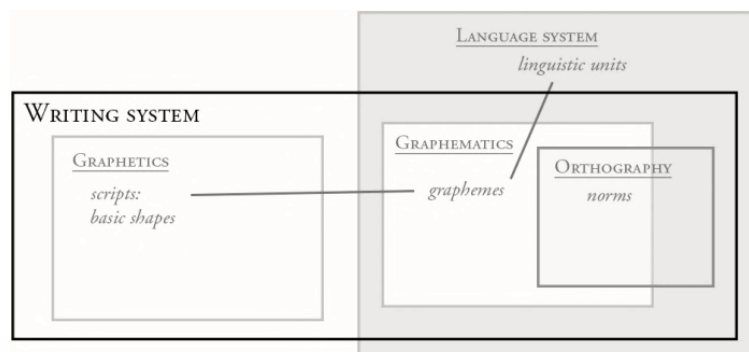 LANGUAGE SYSTEM
linguistic units
WRITING SYSTEM
GRAPHETICS
scripts:
basic shapes
GRAPHEMATICS
graphemes
ORTHOGRAPHY
norms